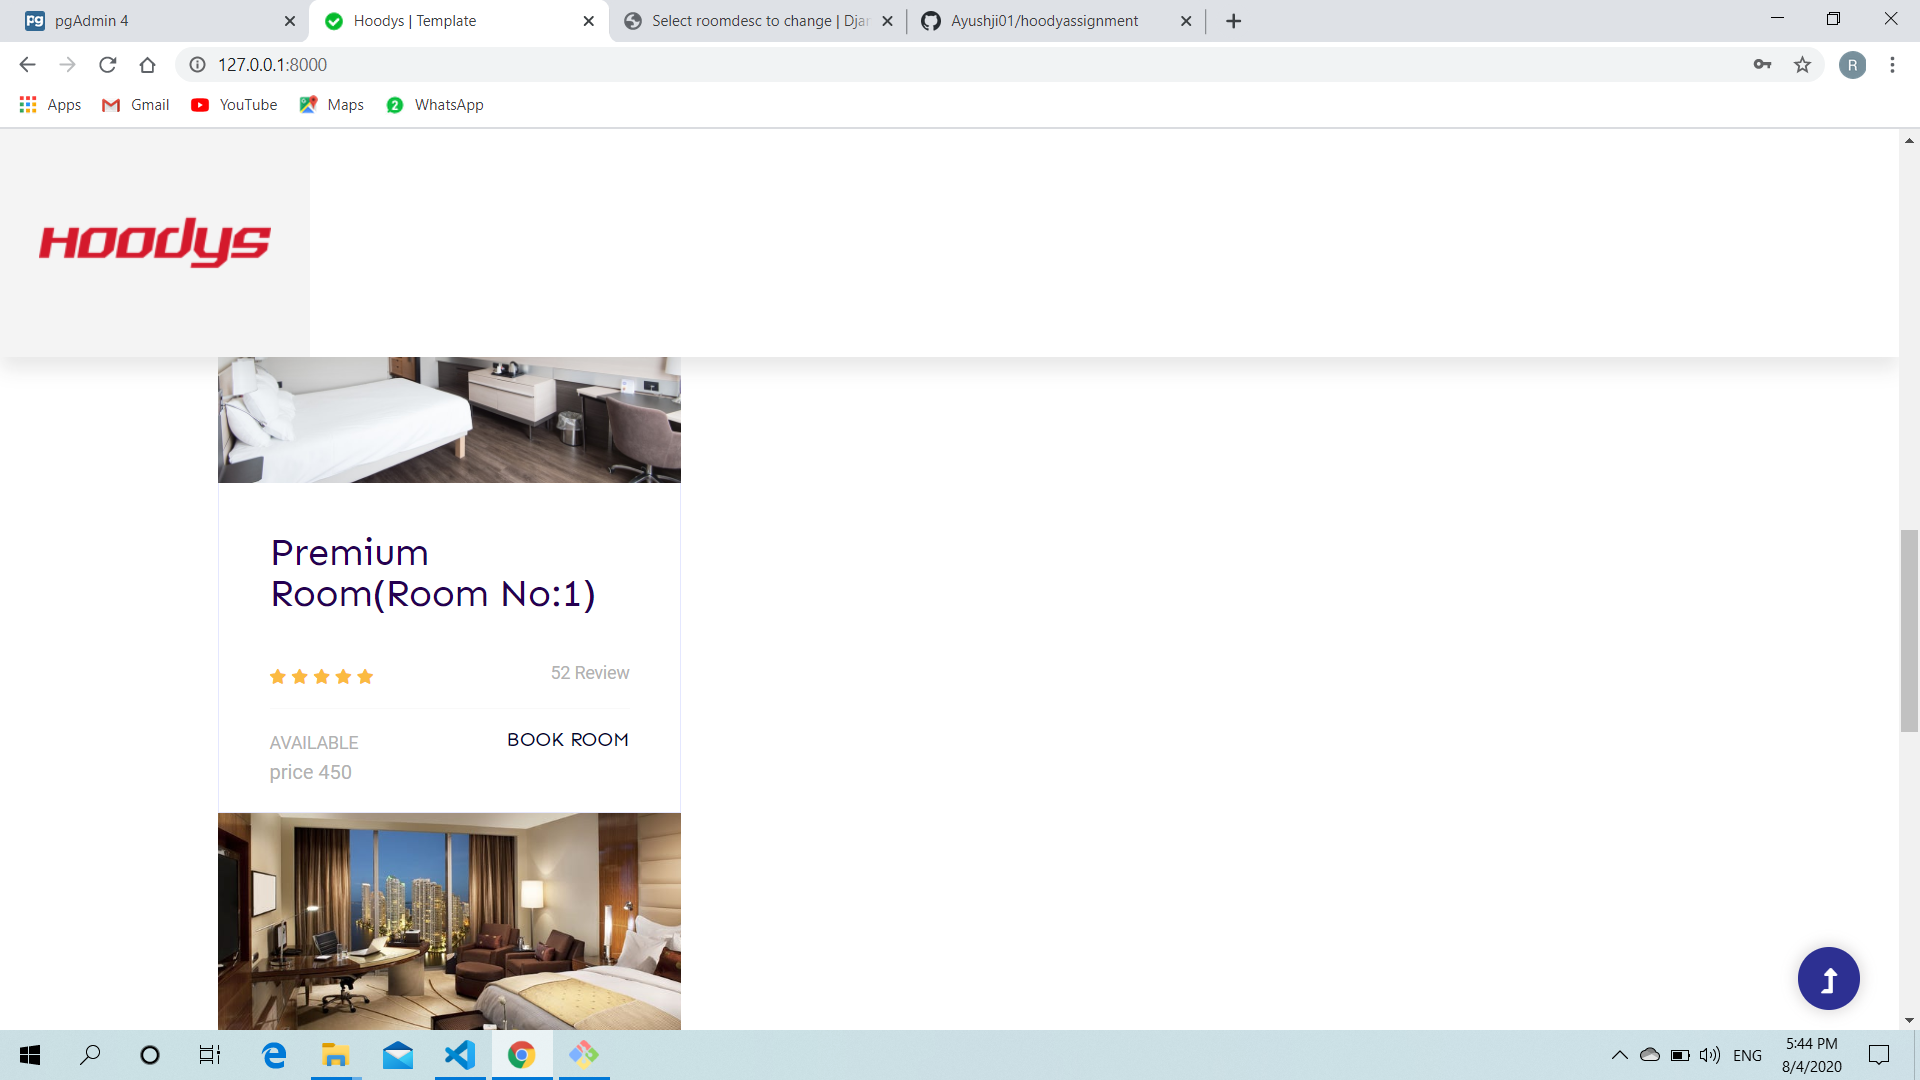 pgAdmin 4
Hoodys | Template
Select roomdesc to change | Djan
Ayushji01/hoodyassignment
127.0.0.1:8000
R
Apps
Gmail
YouTube
Maps
2
WhatsApp
HOODYS
Premium
Room(Room No:1)
52 Review
AVAILABLE
BOOK ROOM
price 450
ENG
5:44 PM
8/4/2020